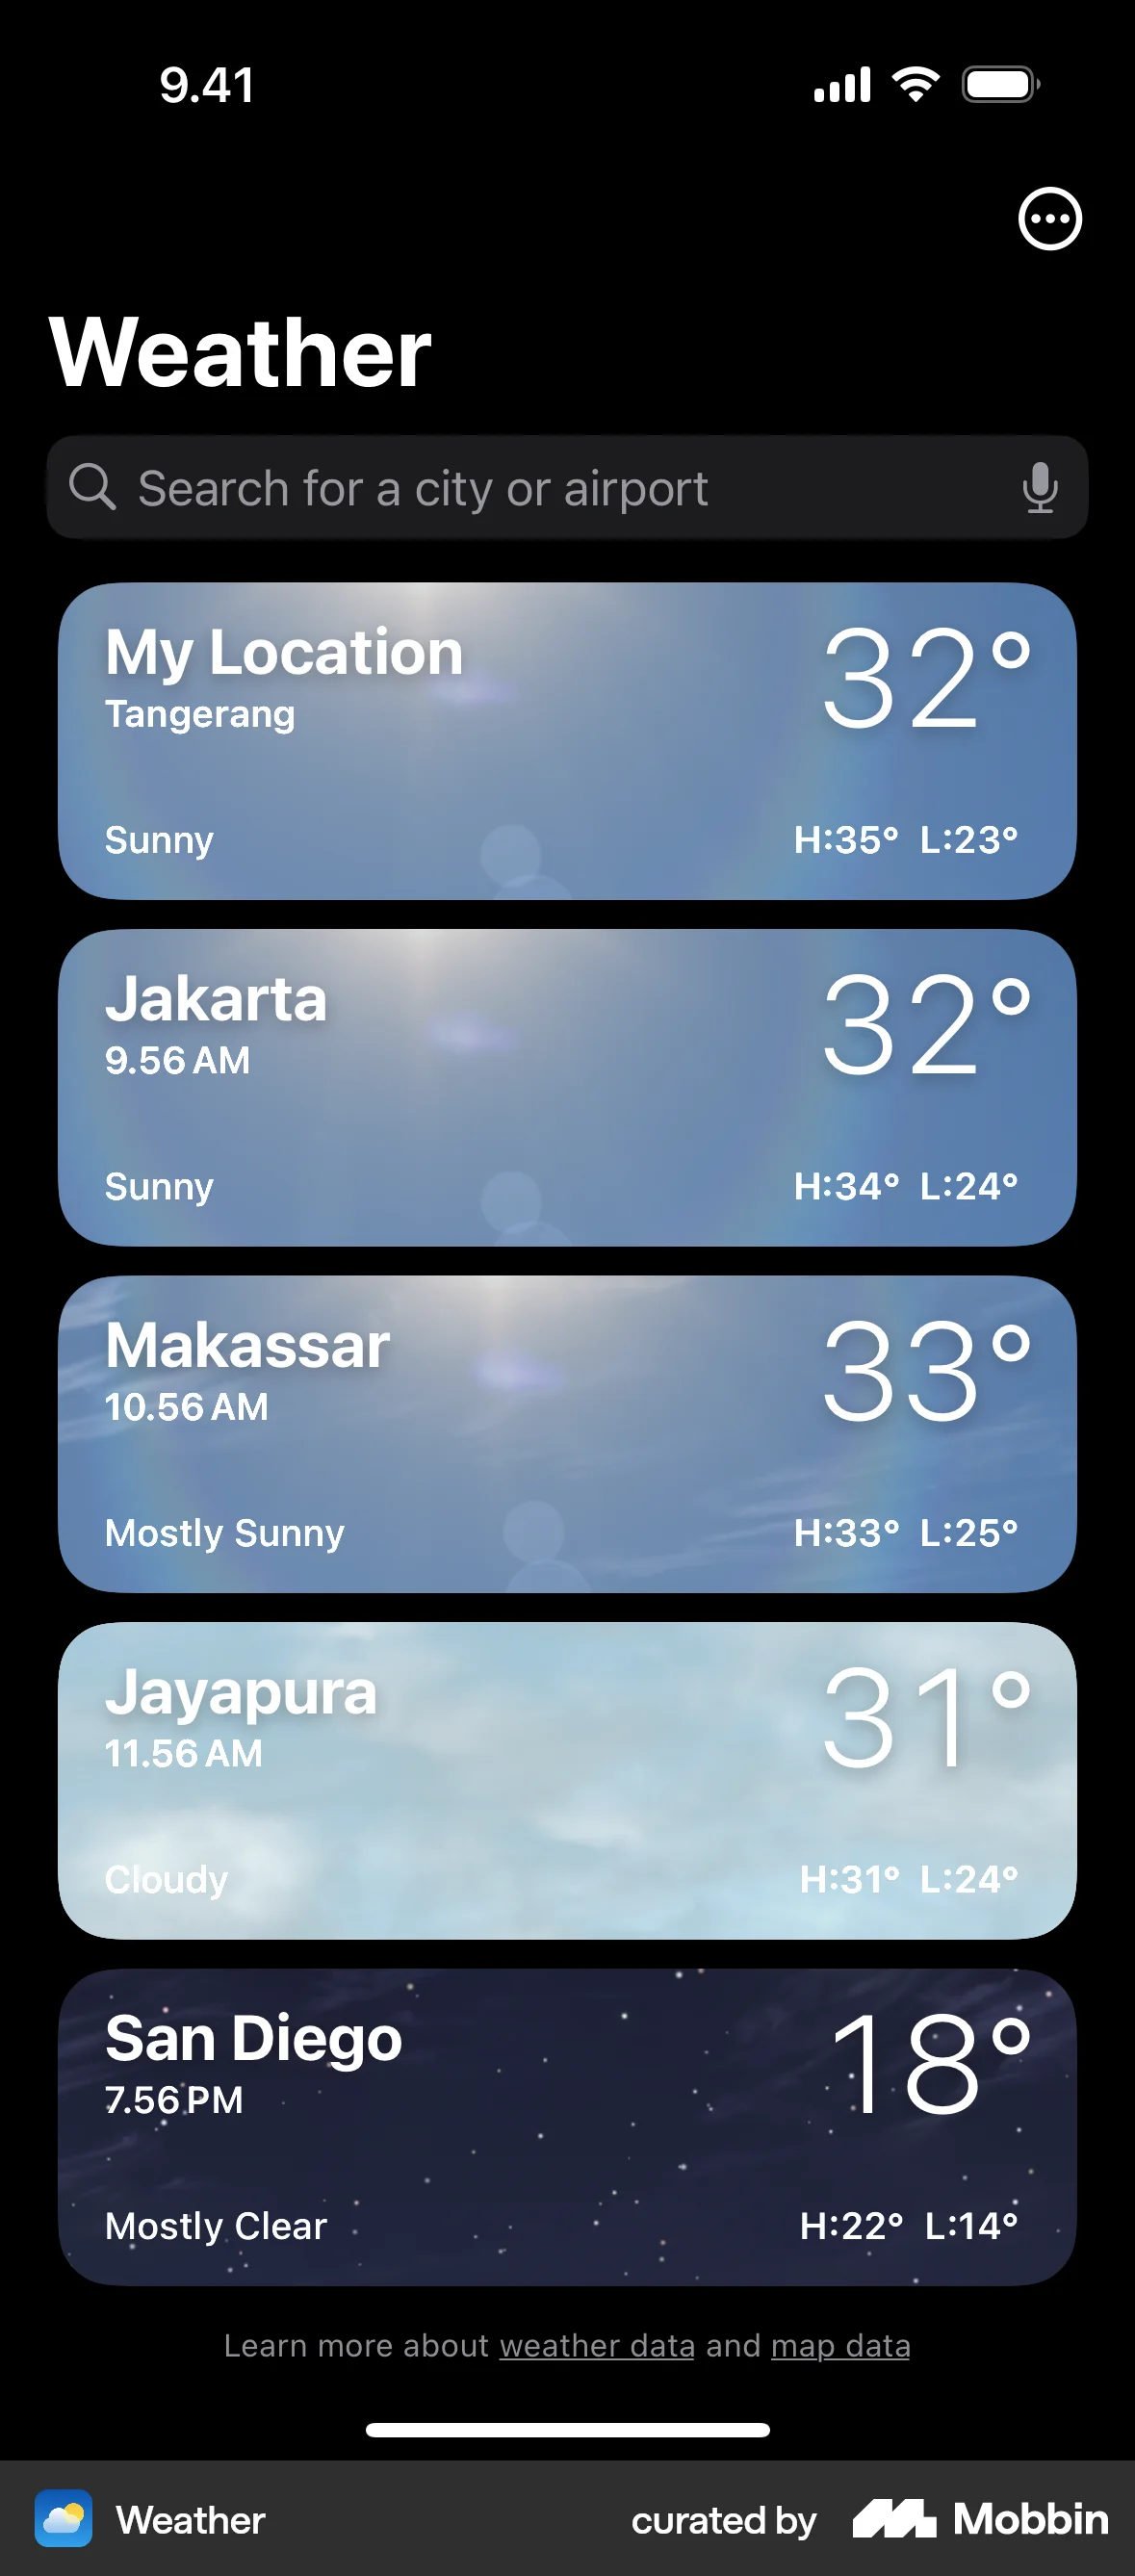 9.41
Weather
Search for a city or airport
My Location 32°
Tangerang
Sunny H:35° L:23°
Jakarta 32°
9.56 AM
Sunny H:34° L:24°
Makassar 33°
10.56 AM
Mostly Sunny H:33° L:25°
Jayapura 31°
11.56 AM
Cloudy H:31° L:24°
San Diego 18°
7.56 PM
Mostly Clear H:22° L:14°
Learn more about weather data and map data
Weather curated by Mobbin